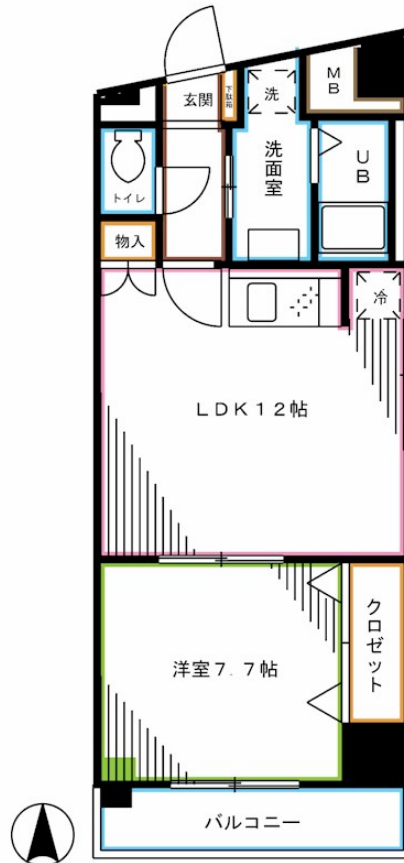 玄関
下駄箱
洗
MB
トイレ
洗面室
UB
物入
冷
LDK12帖
洋室7.7帖
クロゼット
バルコニー